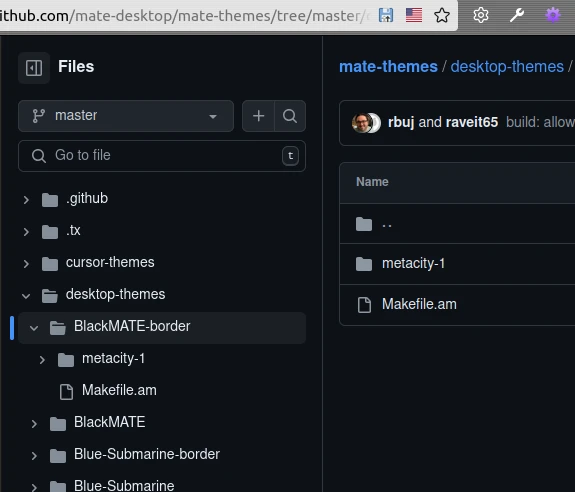 ithub.com/mate-desktop/mate-themes/tree/master/
Files
mate-themes / desktop-themes /
master
rbuj and raveit65 build: allow
Go to file
t
Name
.github
. .
.tx
cursor-themes
metacity-1
desktop-themes
Makefile.am
BlackMATE-border
metacity-1
Makefile.am
BlackMATE
Blue-Submarine-border
Blue-Submarine